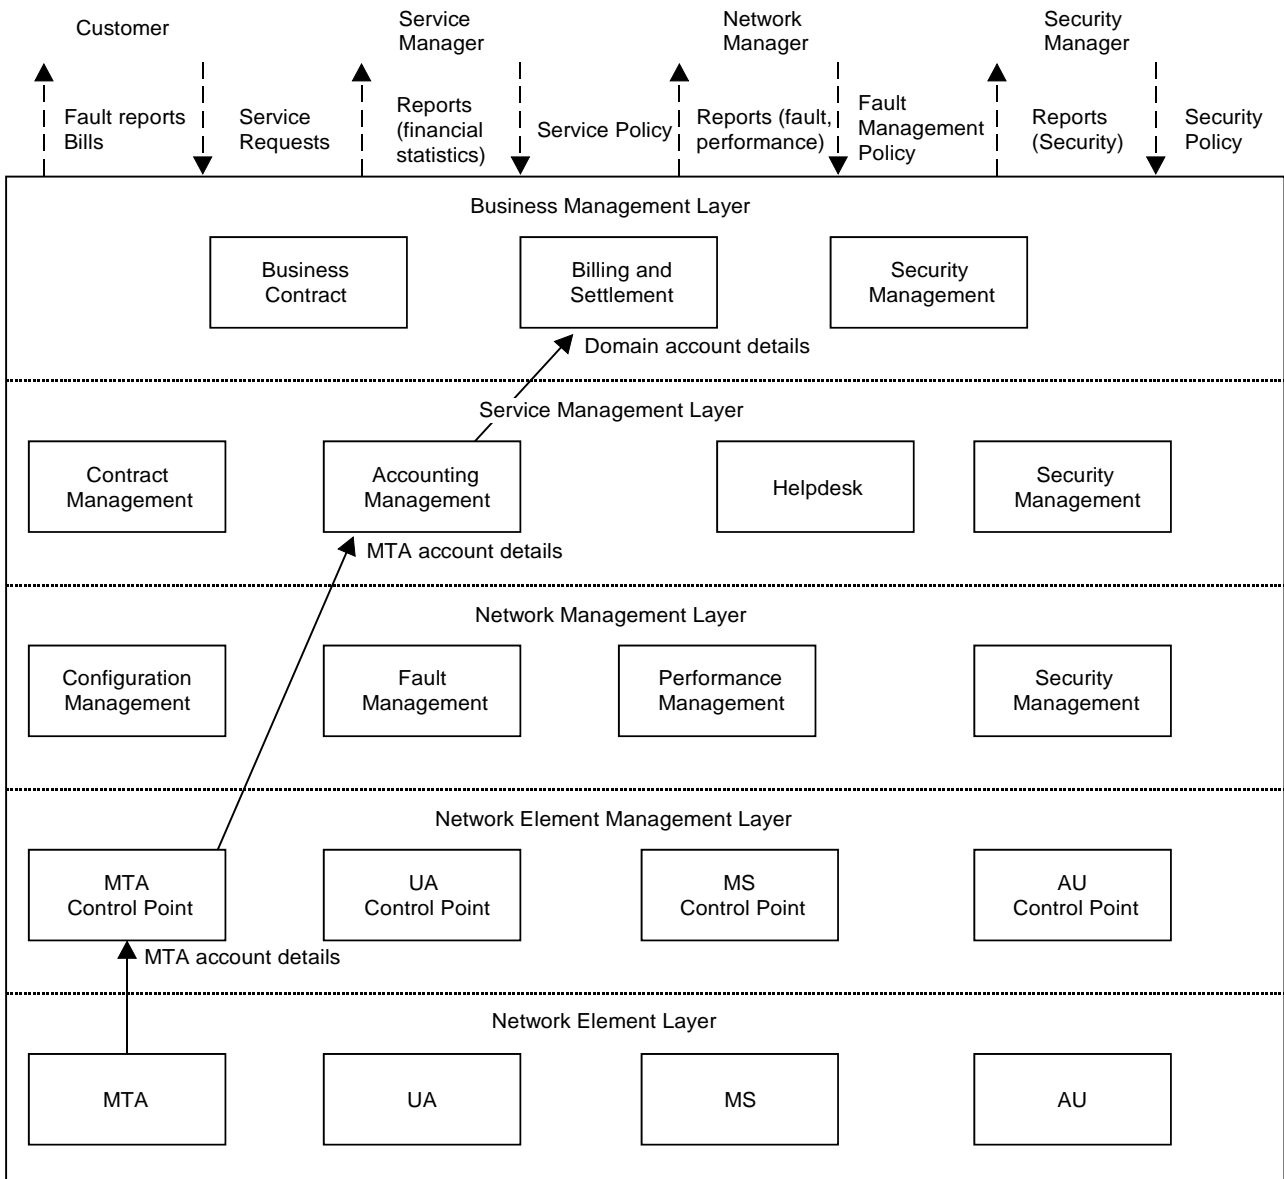 Customer
Service
Manager
Network
Manager
Security
Manager
Fault reports
Bills
Service
Requests
Reports
(financial
statistics)
Service Policy
Reports (fault,
performance)
Fault
Management
Policy
Reports
(Security)
Security
Policy
Business Management Layer
Business
Contract
Billing and
Settlement
Security
Management
Domain account details
Service Management Layer
Contract
Management
Accounting
Management
Helpdesk
Security
Management
MTA account details
Network Management Layer
Configuration
Management
Fault
Management
Performance
Management
Security
Management
Network Element Management Layer
MTA
Control Point
UA
Control Point
MS
Control Point
AU
Control Point
MTA account details
Network Element Layer
MTA
UA
MS
AU